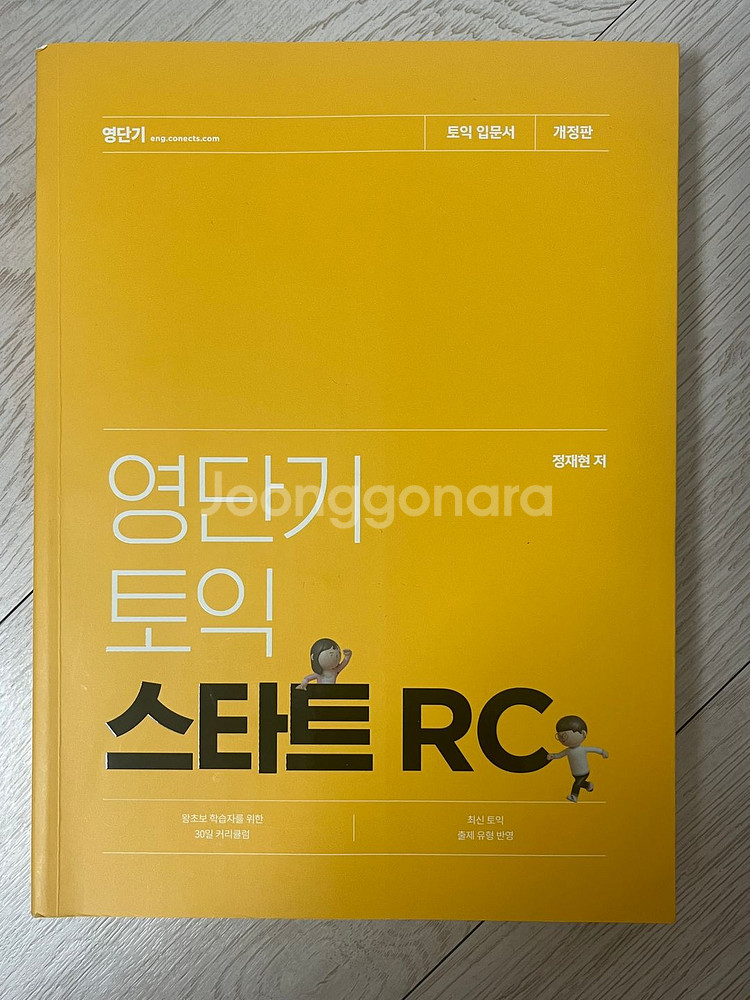 영단기 eng.conects.com
토익 입문서
개정판
정재현 저
영단기
토익
스타트 RC
왕초보 학습자를 위한
30일 커리큘럼
최신 토익
출제 유형 반영
Joonggonara